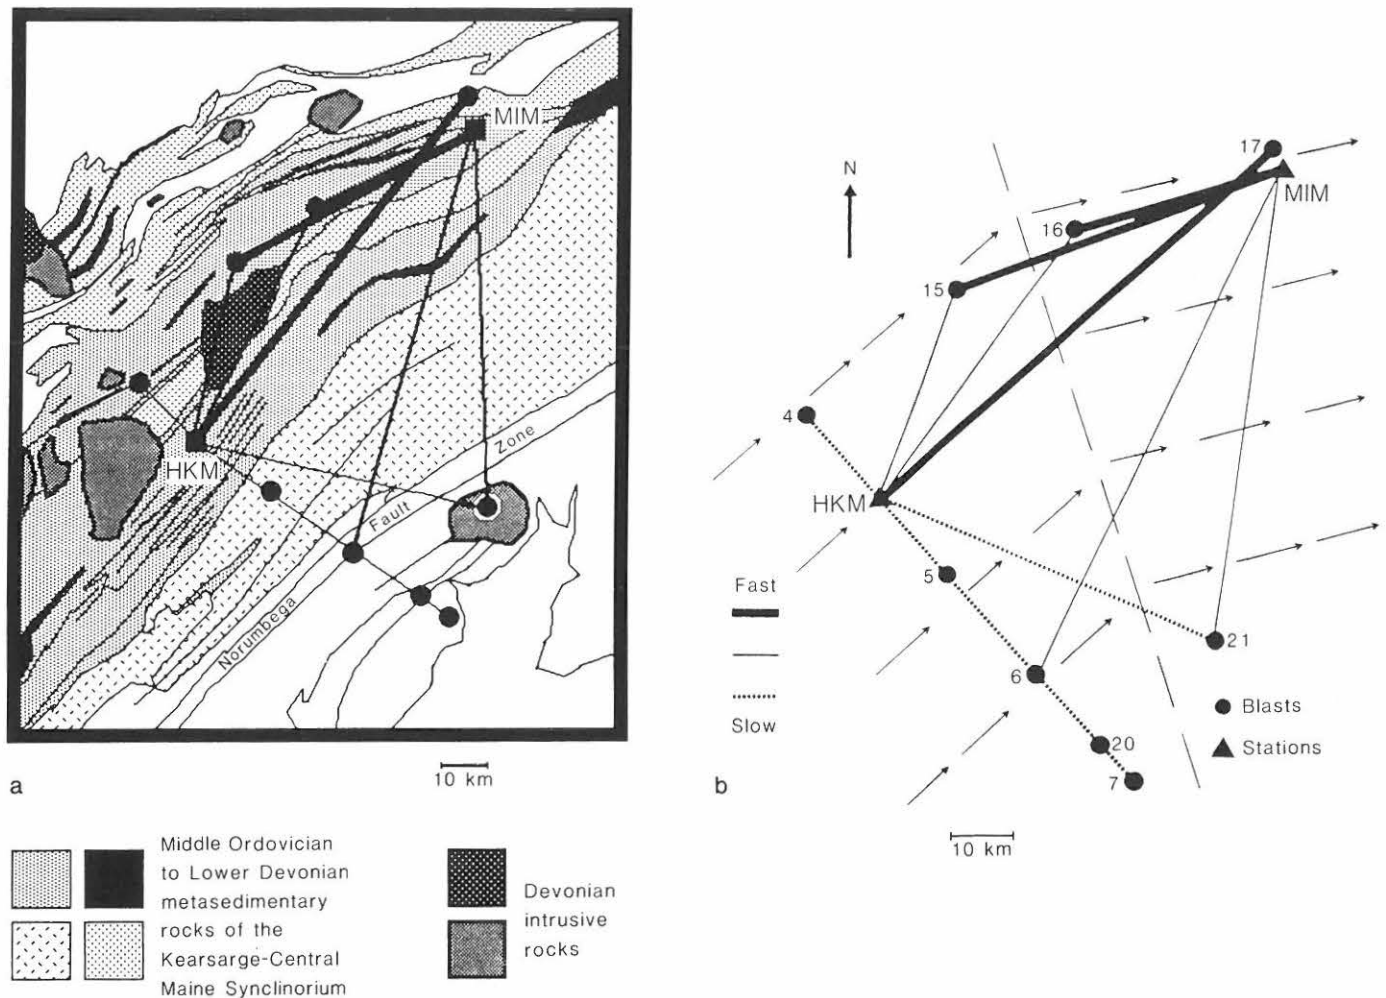 MIM
HKM
Norumbega
Fault
Zone
10 km
a
Middle Ordovician
to Lower Devonian
metasedimentary
rocks of the
Kearsarge-Central
Maine Synclinorium
Devonian
intrusive
rocks
N
17
MIM
16
15
4
HKM
5
6
21
20
7
Fast
Slow
Blasts
Stations
10 km
b